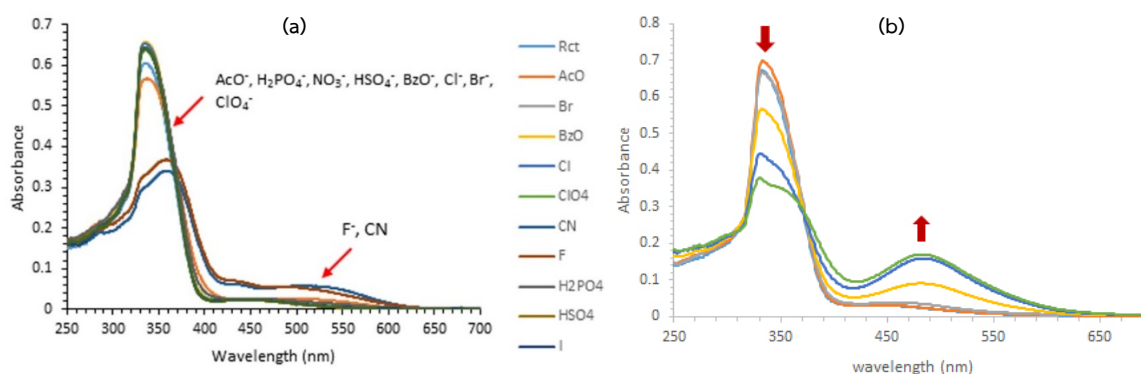 (a)
0.7
0.6
0.5
0.4
0.3
0.2
0.1
0
Absorbance
AcO⁻, H₂PO₄⁻, NO₃⁻, HSO₄⁻, BzO⁻, Cl⁻, Br⁻,
ClO₄⁻
F⁻, CN
250 300 350 400 450 500 550 600 650 700
Wavelength (nm)
Rct
AcO
Br
BzO
Cl
ClO4
CN
F
H2PO4
HSO4
I
(b)
0.8
0.7
0.6
0.5
0.4
0.3
0.2
0.1
0
Absorbance
250 350 450 550 650
wavelength (nm)